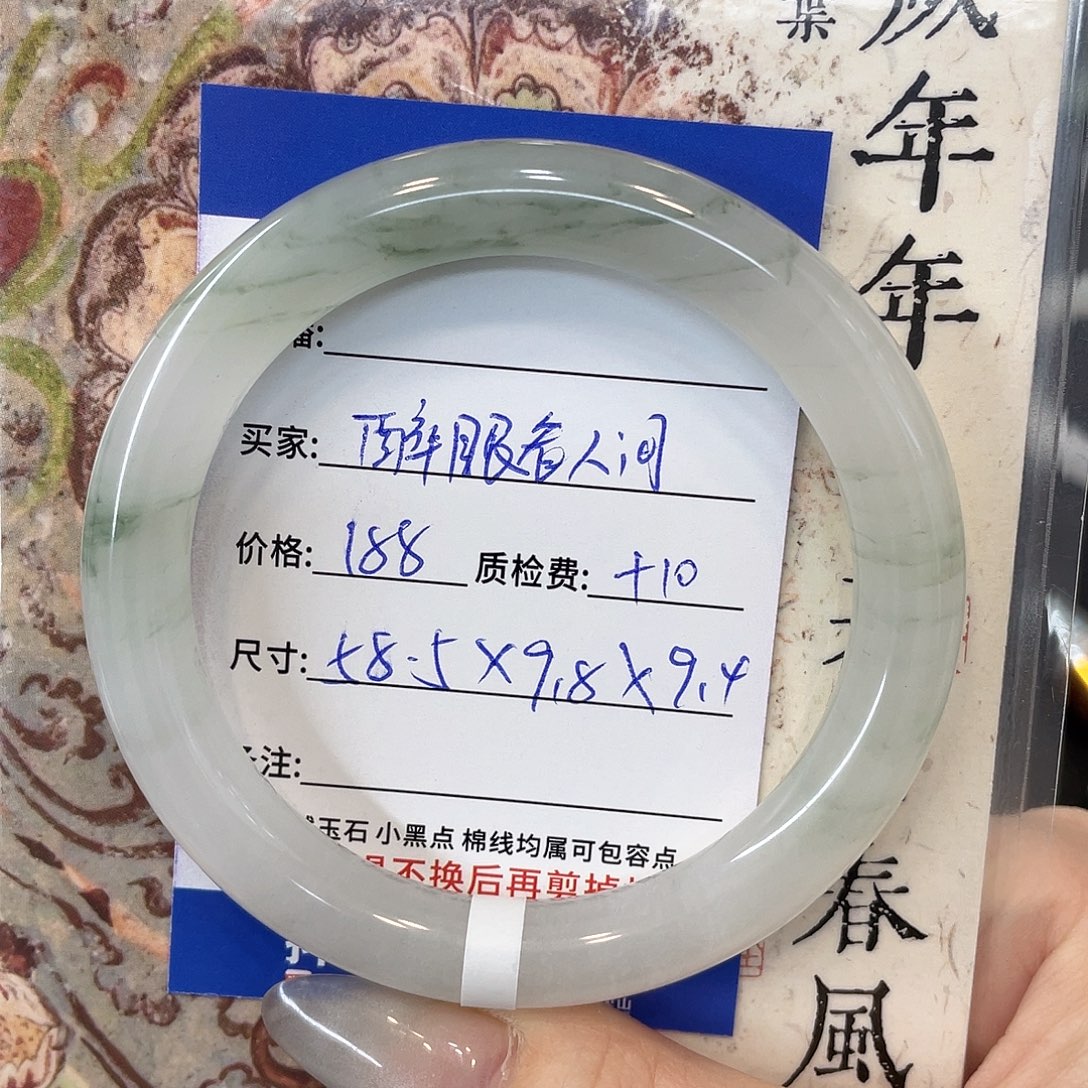 买家: 醉眼看人间
价格: 188 质检费: +10
尺寸: 58.5×9.8×9.4
注:
玉石 小黑点 棉线均属可包容点
不换后再剪掉
年
年
春
風